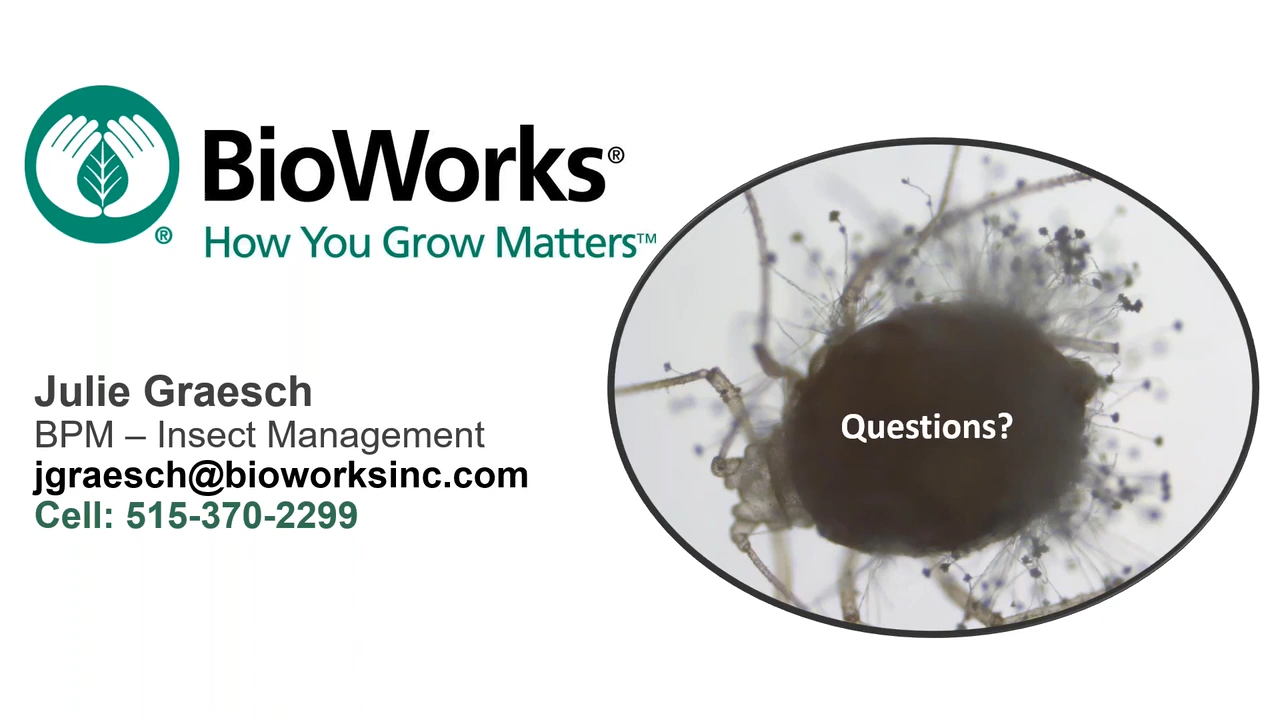 BioWorks®
®
How You Grow Matters™
Julie Graesch
BPM – Insect Management
jgraesch@bioworksinc.com
Cell: 515-370-2299
Questions?